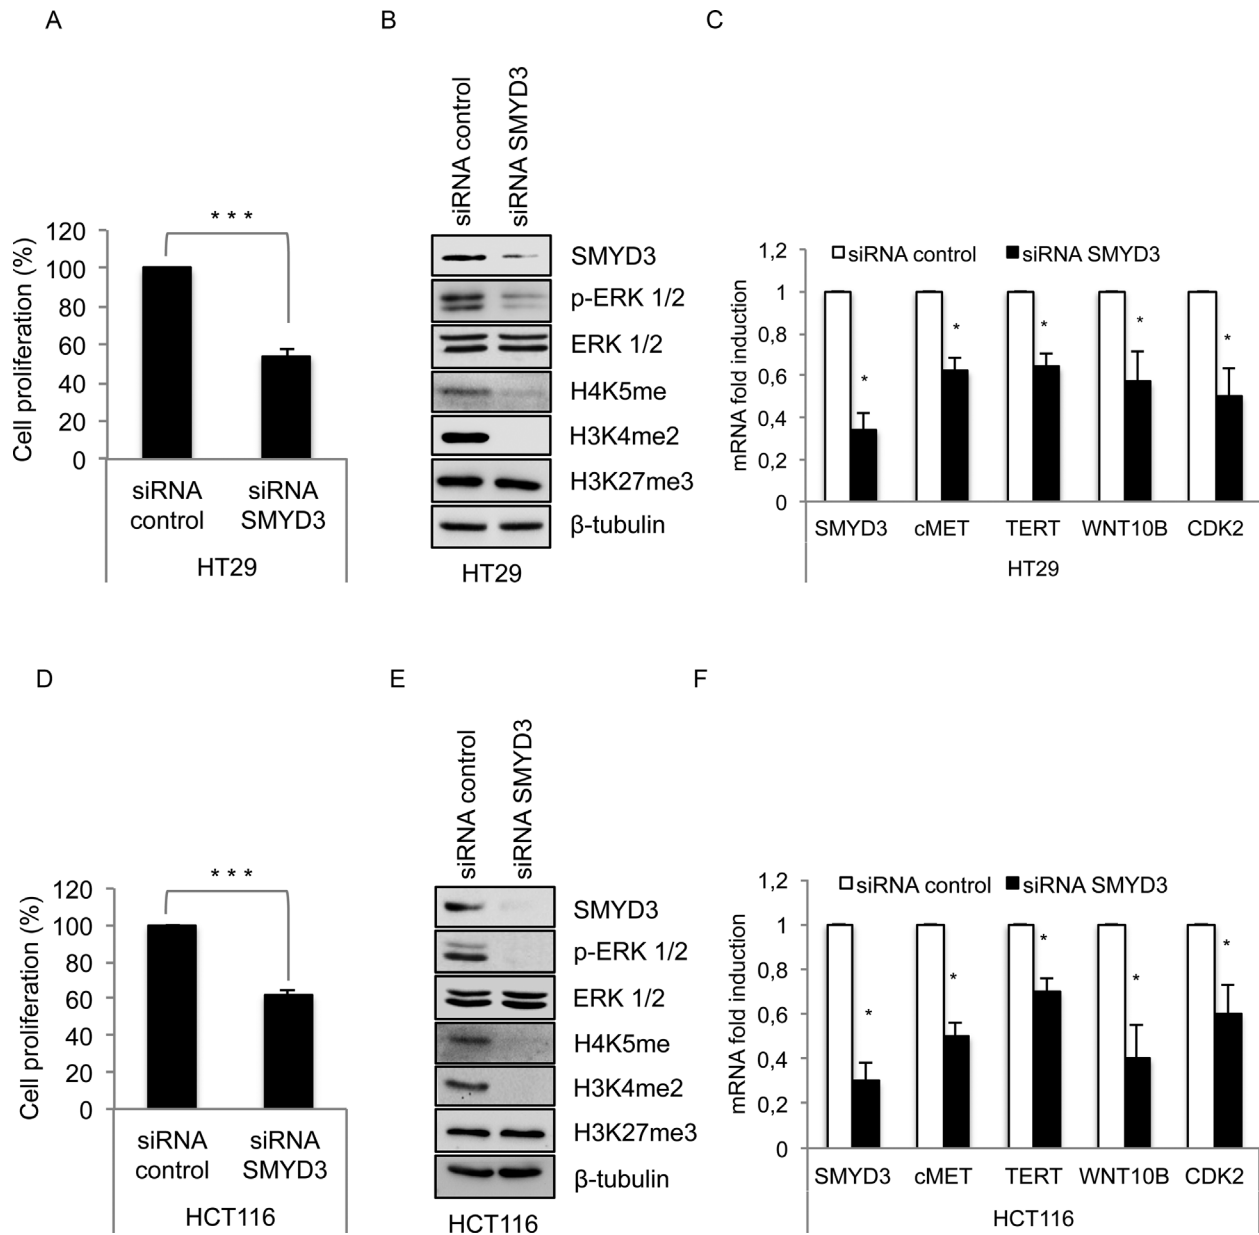 A
Cell proliferation (%)
120
100
80
60
40
20
0
* * *
siRNA control
siRNA SMYD3
HT29
B
siRNA control
siRNA SMYD3
SMYD3
p-ERK 1/2
ERK 1/2
H4K5me
H3K4me2
H3K27me3
β-tubulin
HT29
C
mRNA fold induction
1,2
1
0,8
0,6
0,4
0,2
0
siRNA control siRNA SMYD3
*
*
*
*
*
SMYD3 cMET TERT WNT10B CDK2
HT29
D
Cell proliferation (%)
120
100
80
60
40
20
0
* * *
siRNA control
siRNA SMYD3
HCT116
E
siRNA control
siRNA SMYD3
SMYD3
p-ERK 1/2
ERK 1/2
H4K5me
H3K4me2
H3K27me3
β-tubulin
HCT116
F
mRNA fold induction
1,2
1
0,8
0,6
0,4
0,2
0
siRNA control siRNA SMYD3
*
*
*
*
*
SMYD3 cMET TERT WNT10B CDK2
HCT116